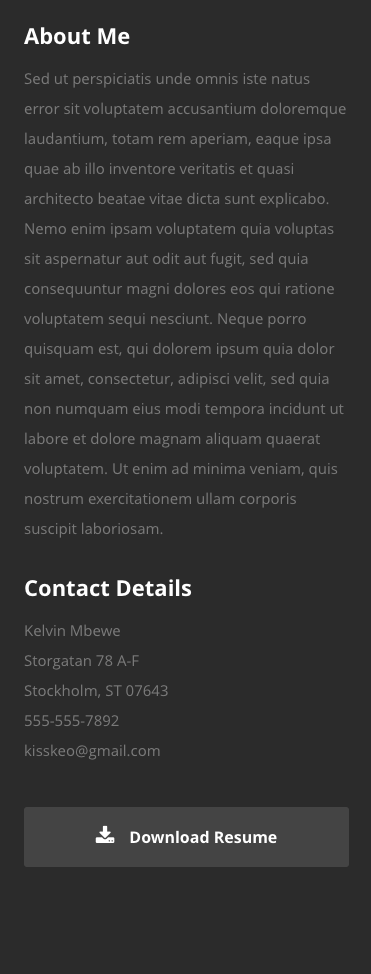 About Me
Sed ut perspiciatis unde omnis iste natus
error sit voluptatem accusantium doloremque
laudantium, totam rem aperiam, eaque ipsa
quae ab illo inventore veritatis et quasi
architecto beatae vitae dicta sunt explicabo.
Nemo enim ipsam voluptatem quia voluptas
sit aspernatur aut odit aut fugit, sed quia
consequuntur magni dolores eos qui ratione
voluptatem sequi nesciunt. Neque porro
quisquam est, qui dolorem ipsum quia dolor
sit amet, consectetur, adipisci velit, sed quia
non numquam eius modi tempora incidunt ut
labore et dolore magnam aliquam quaerat
voluptatem. Ut enim ad minima veniam, quis
nostrum exercitationem ullam corporis
suscipit laboriosam.
Contact Details
Kelvin Mbewe
Storgatan 78 A-F
Stockholm, ST 07643
555-555-7892
kisskeo@gmail.com
Download Resume